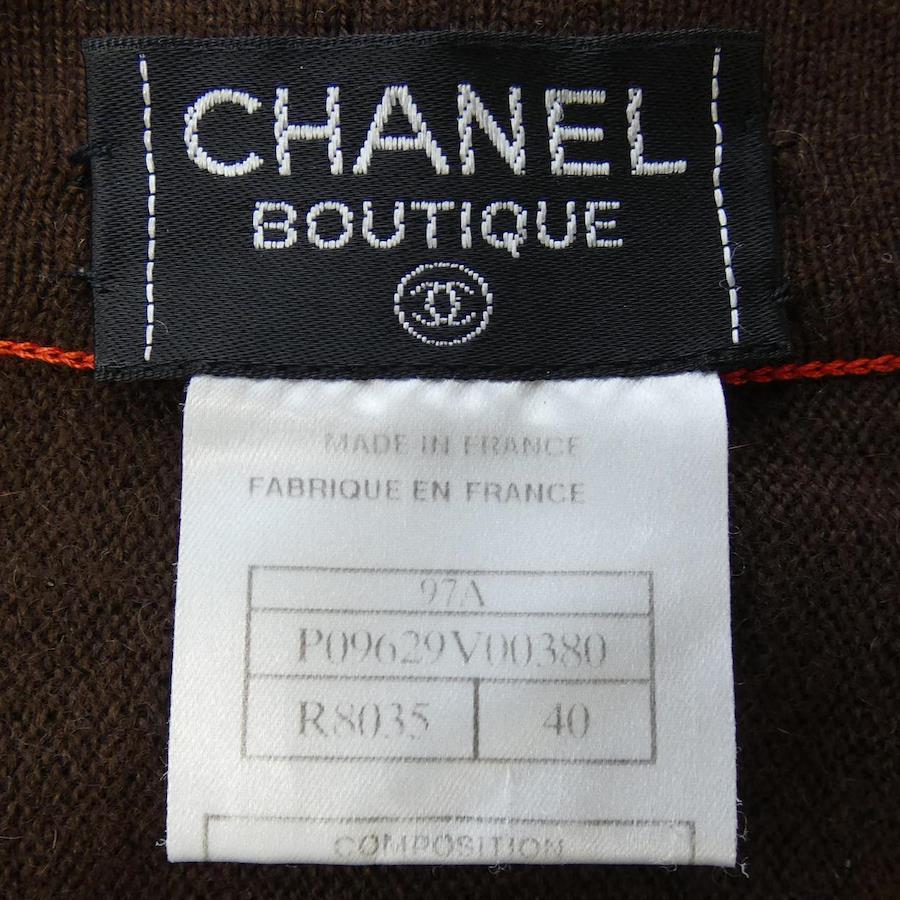 CHANEL
BOUTIQUE
MADE IN FRANCE
FABRIQUE EN FRANCE
97A
P09629V00380
R8035 40
COMPOSITION